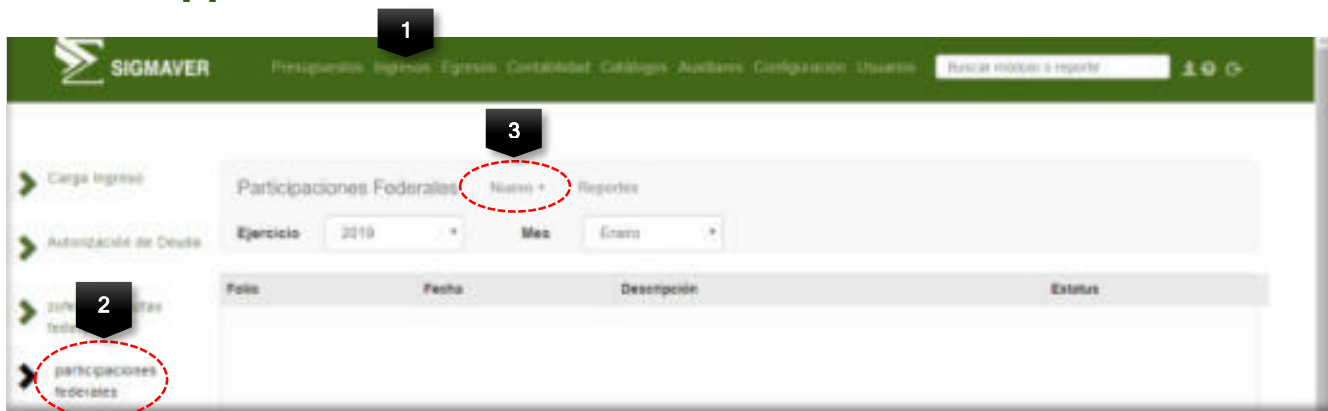 1
SIGMAVER Presupuestos Ingresos Egresos Contabilidad Catálogos Auxiliares Configuración Usuarios Buscar módulo o reporte
3
Carga Ingreso
Participaciones Federales Nuevo + Reportes
Autorización de Deuda
Ejercicio 2019 Mes Enero
Folio Fecha Descripción Estatus
2
participaciones
federales